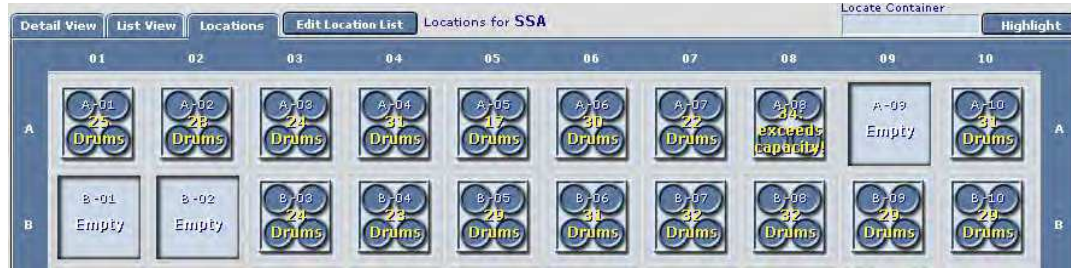 Locate Container
Detail View List View Locations Edit Location List Locations for SSA Highlight
01 02 03 04 05 06 07 08 09 10
A-01 A-02 A-03 A-04 A-05 A-06 A-07 A-08 A-09 A-10
25 28 24 31 17 30 22 34: 31
A Drums Drums Drums Drums Drums Drums Drums exceeds Empty Drums A
capacity!
B-01 B-02 B-03 B-04 B-05 B-06 B-07 B-08 B-09 B-10
24 23 29 31 32 32 29 29
B Empty Empty Drums Drums Drums Drums Drums Drums Drums Drums B